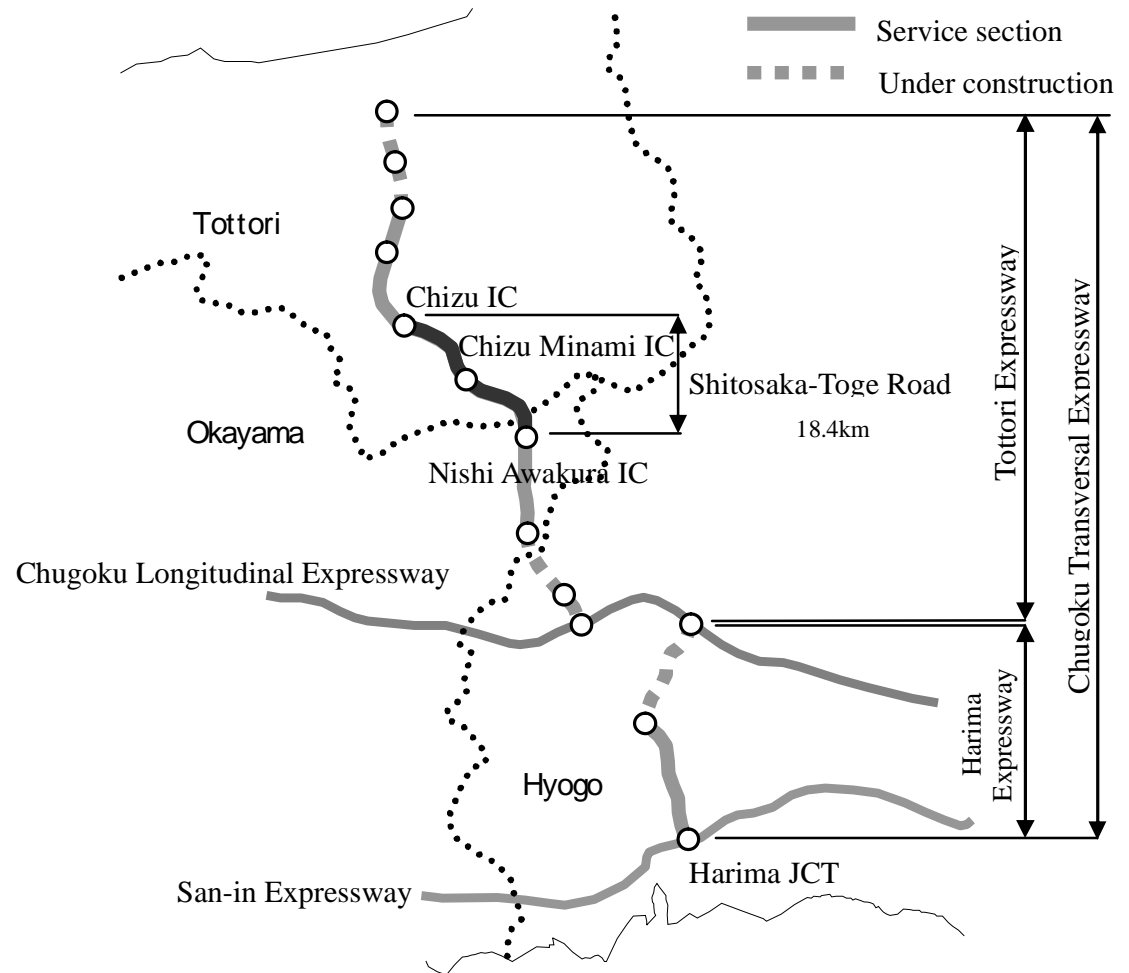 Service section
Under construction
Tottori
Chizu IC
Chizu Minami IC
Shitosaka-Toge Road
18.4km
Okayama
Nishi Awakura IC
Chugoku Longitudinal Expressway
Tottori Expressway
Chugoku Transversal Expressway
Harima
Expressway
Hyogo
Harima JCT
San-in Expressway